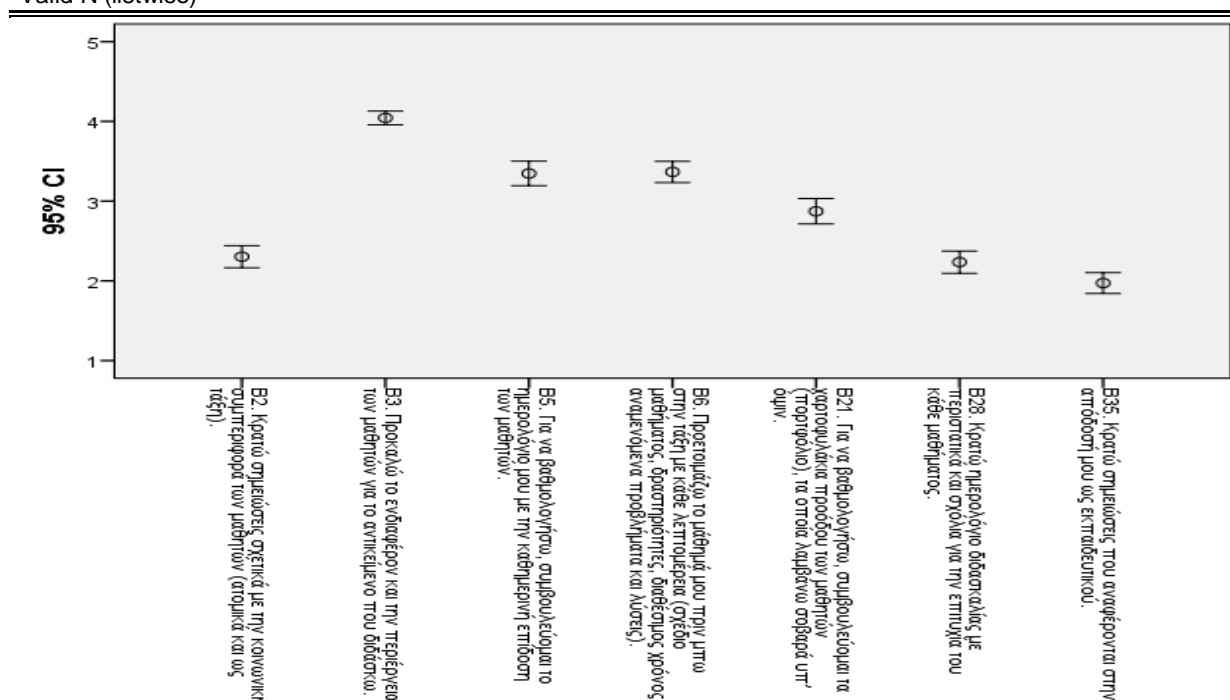 Valid N (listwise)
5
4
3
2
1
95% CI
B2. Κρατώ σημειώσεις σχετικά με την κοινωνική
συμπεριφορά των μαθητών (ατομικά και ως
τάξη).
B3. Προκαλώ το ενδιαφέρον και την περιέργεια
των μαθητών για το αντικείμενο που διδάσκω.
B5. Για να βαθμολογήσω, συμβουλεύομαι το
ημερολόγιο μου με την καθημερινή επίδοση
των μαθητών.
B6. Προετοιμάζω το μάθημά μου πριν μπω
στην τάξη με κάθε λεπτομέρεια (σχέδιο
μαθήματος, δραστηριότητες, διαθέσιμος χρόνος,
αναμενόμενα προβλήματα και λύσεις).
B21. Για να βαθμολογήσω, συμβουλεύομαι τα
χαρτοφυλάκια προόδου των μαθητών
(πορτφόλιο), τα οποία λαμβάνω σοβαρά υπ'
όψιν.
B28. Κρατώ ημερολόγιο διδασκαλίας με
περιστατικά και σχόλια για την επιτυχία του
κάθε μαθήματος.
B35. Κρατώ σημειώσεις που αναφέρονται στην
απόδοσή μου ως εκπαιδευτικού.